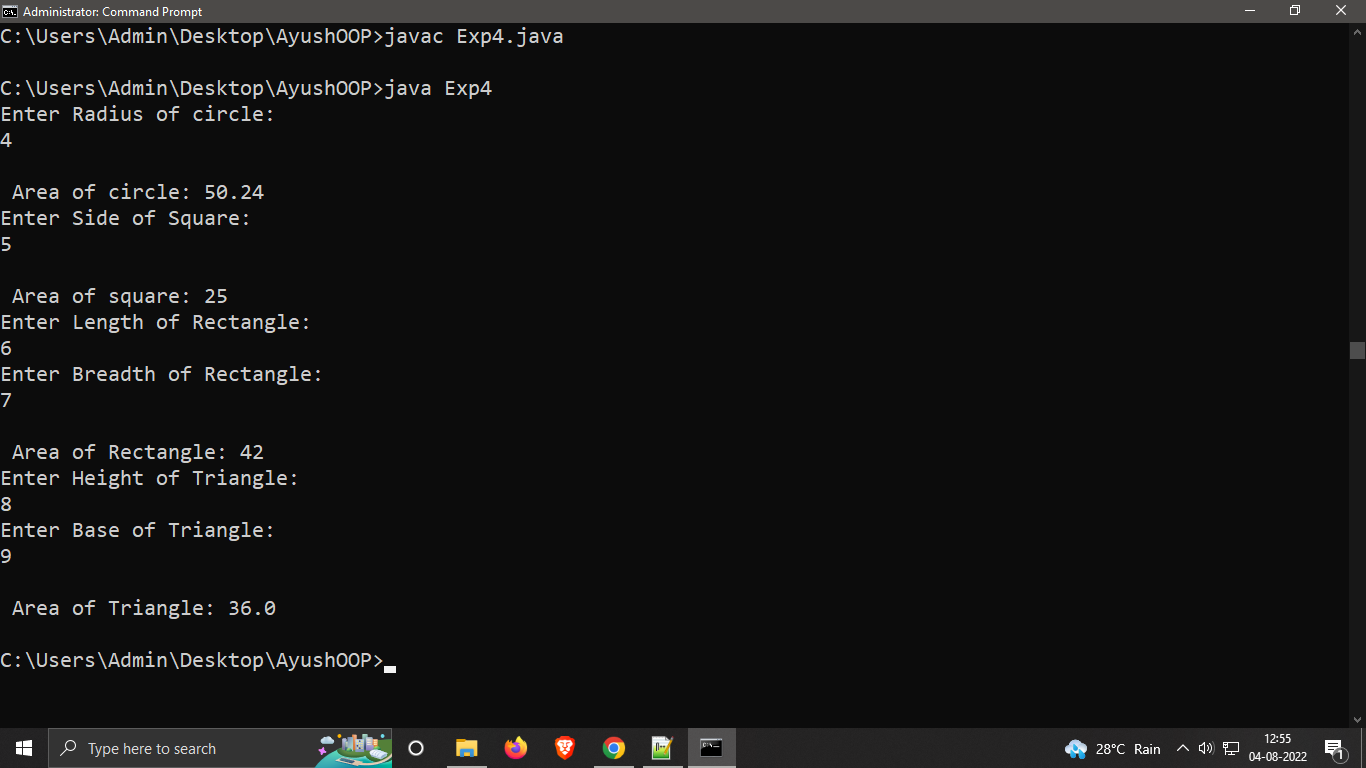 Administrator: Command Prompt
C:\Users\Admin\Desktop\AyushOOP>javac Exp4.java
C:\Users\Admin\Desktop\AyushOOP>java Exp4
Enter Radius of circle:
4
Area of circle: 50.24
Enter Side of Square:
5
Area of square: 25
Enter Length of Rectangle:
6
Enter Breadth of Rectangle:
7
Area of Rectangle: 42
Enter Height of Triangle:
8
Enter Base of Triangle:
9
Area of Triangle: 36.0
C:\Users\Admin\Desktop\AyushOOP>
Type here to search
28°C Rain
12:55
04-08-2022
1